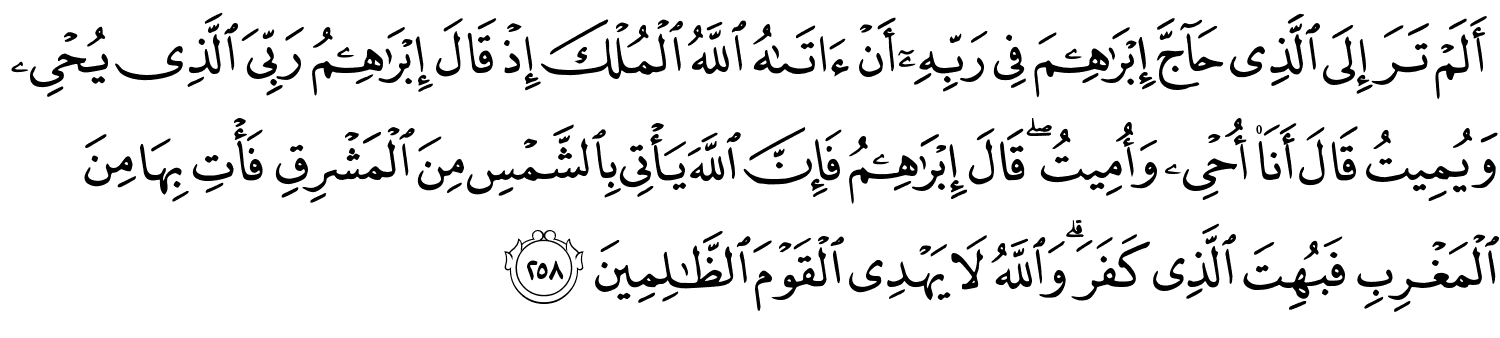 أَلَمۡ تَرَ إِلَى ٱلَّذِى حَآجَّ إِبۡرَٰهِـۧمَ فِى رَبِّهِۦٓ أَنۡ ءَاتَىٰهُ ٱللَّهُ ٱلۡمُلۡكَ إِذۡ قَالَ إِبۡرَٰهِـۧمُ رَبِّىَ ٱلَّذِى يُحۡىِۦ
وَيُمِيتُ قَالَ أَنَا۠ أُحۡىِۦ وَأُمِيتُۖ قَالَ إِبۡرَٰهِـۧمُ فَإِنَّ ٱللَّهَ يَأۡتِى بِٱلشَّمۡسِ مِنَ ٱلۡمَشۡرِقِ فَأۡتِ بِهَا مِنَ
ٱلۡمَغۡرِبِ فَبُهِتَ ٱلَّذِى كَفَرَۗ وَٱللَّهُ لَا يَهۡدِى ٱلۡقَوۡمَ ٱلظَّٰلِمِينَ ٢٥٨